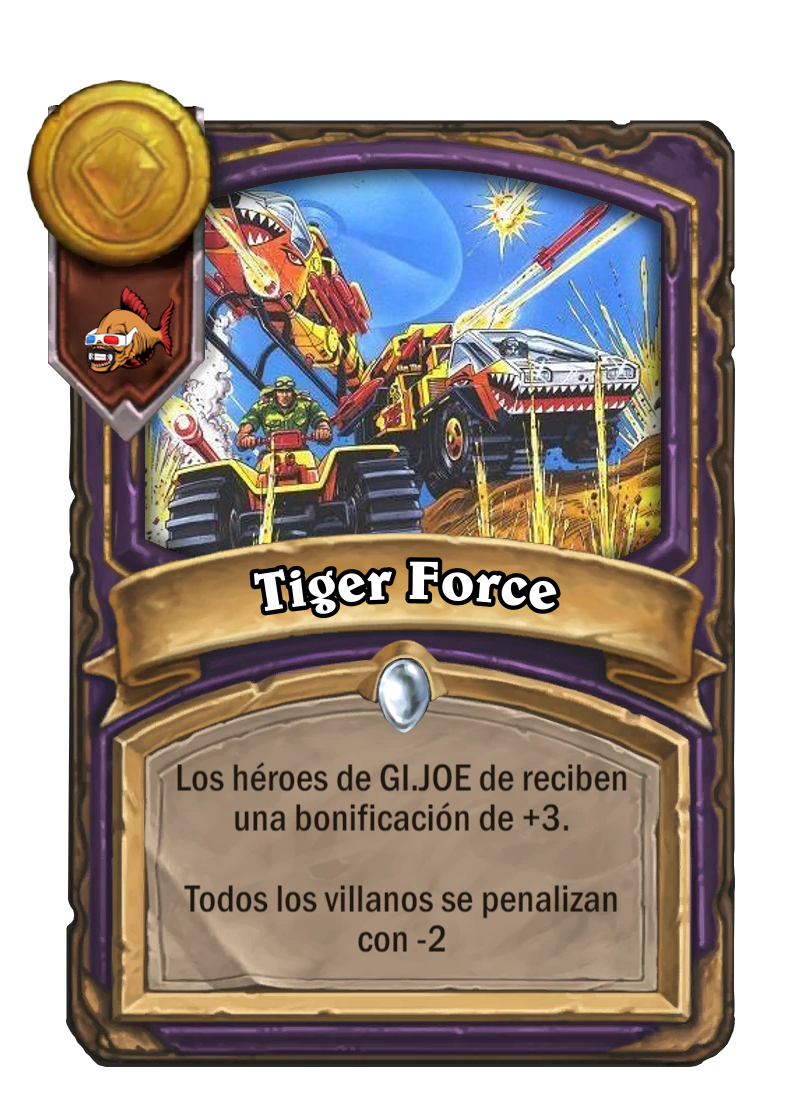 Tiger Force
Los héroes de GI.JOE de reciben
una bonificación de +3.
Todos los villanos se penalizan
con -2